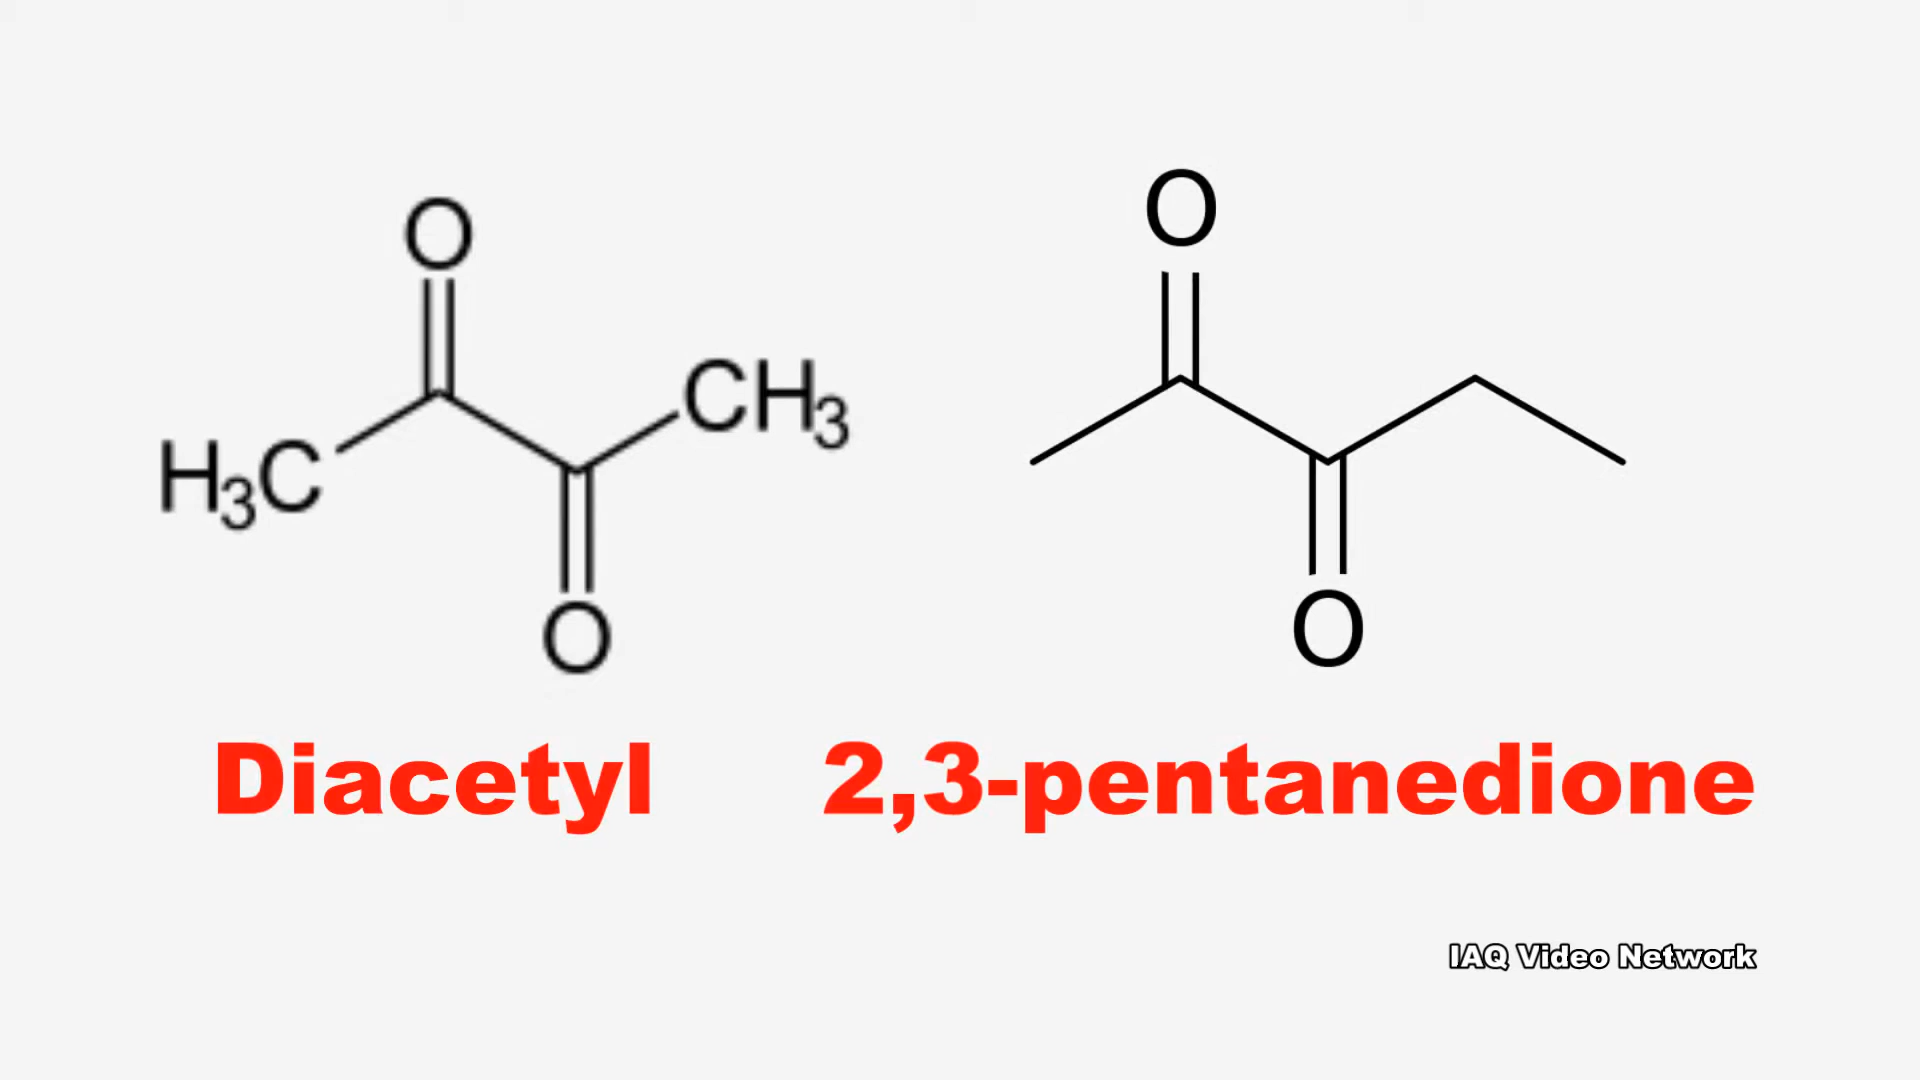 O
O
H3C
CH3
O
O
Diacetyl
2,3-pentanedione
IAQ Video Network